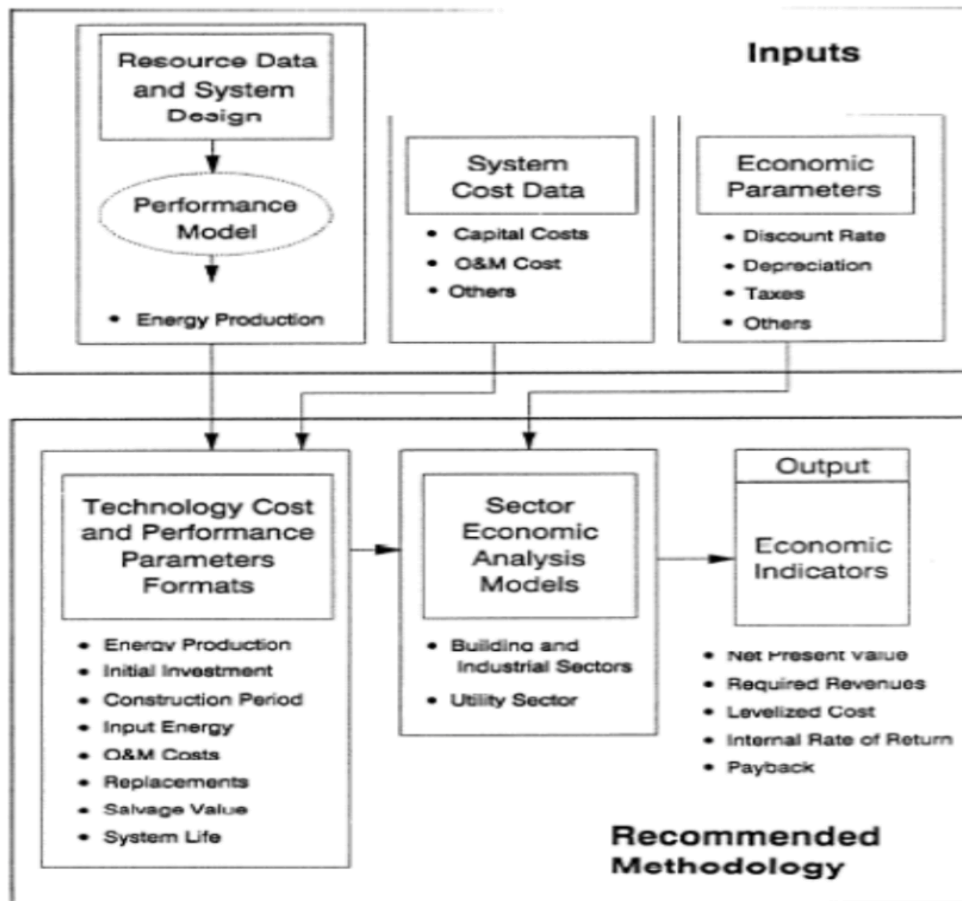 Inputs
Resource Data
and System
Design
Performance
Model
• Energy Production
System
Cost Data
• Capital Costs
• O&M Cost
• Others
Economic
Parameters
• Discount Rate
• Depreciation
• Taxes
• Others
Technology Cost
and Performance
Parameters
Formats
• Energy Production
• Initial Investment
• Construction Period
• Input Energy
• O&M Costs
• Replacements
• Salvage Value
• System Life
Sector
Economic
Analysis
Models
• Building and
Industrial Sectors
• Utility Sector
Output
Economic
Indicators
• Net Present Value
• Required Revenues
• Levelized Cost
• Internal Rate of Return
• Payback
Recommended
Methodology